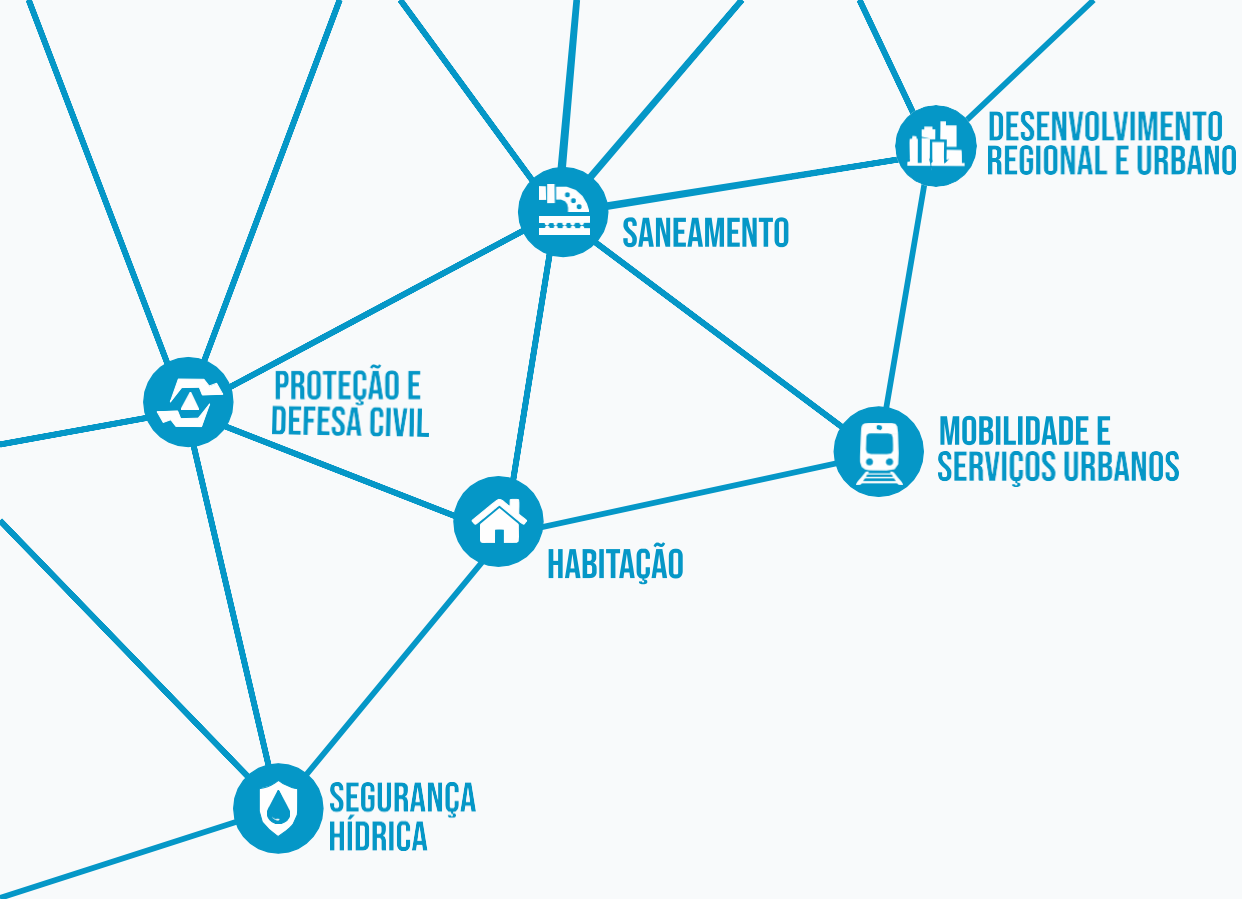 DESENVOLVIMENTO
REGIONAL E URBANO
SANEAMENTO
PROTEÇÃO E
DEFESA CIVIL
MOBILIDADE E
SERVIÇOS URBANOS
HABITAÇÃO
SEGURANÇA
HÍDRICA